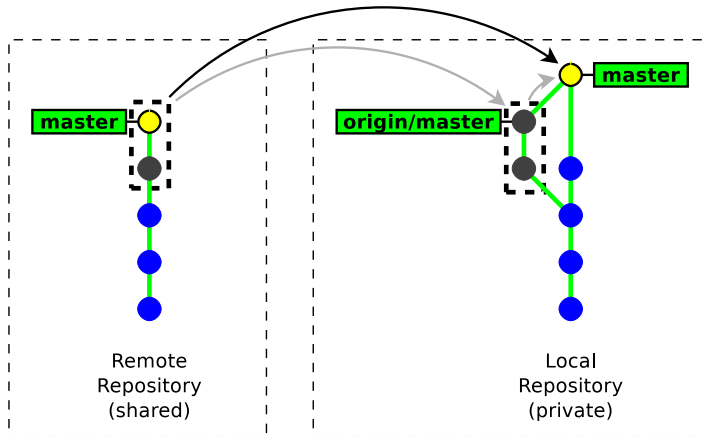 master
master
origin/master
Remote
Repository
(shared)
Local
Repository
(private)